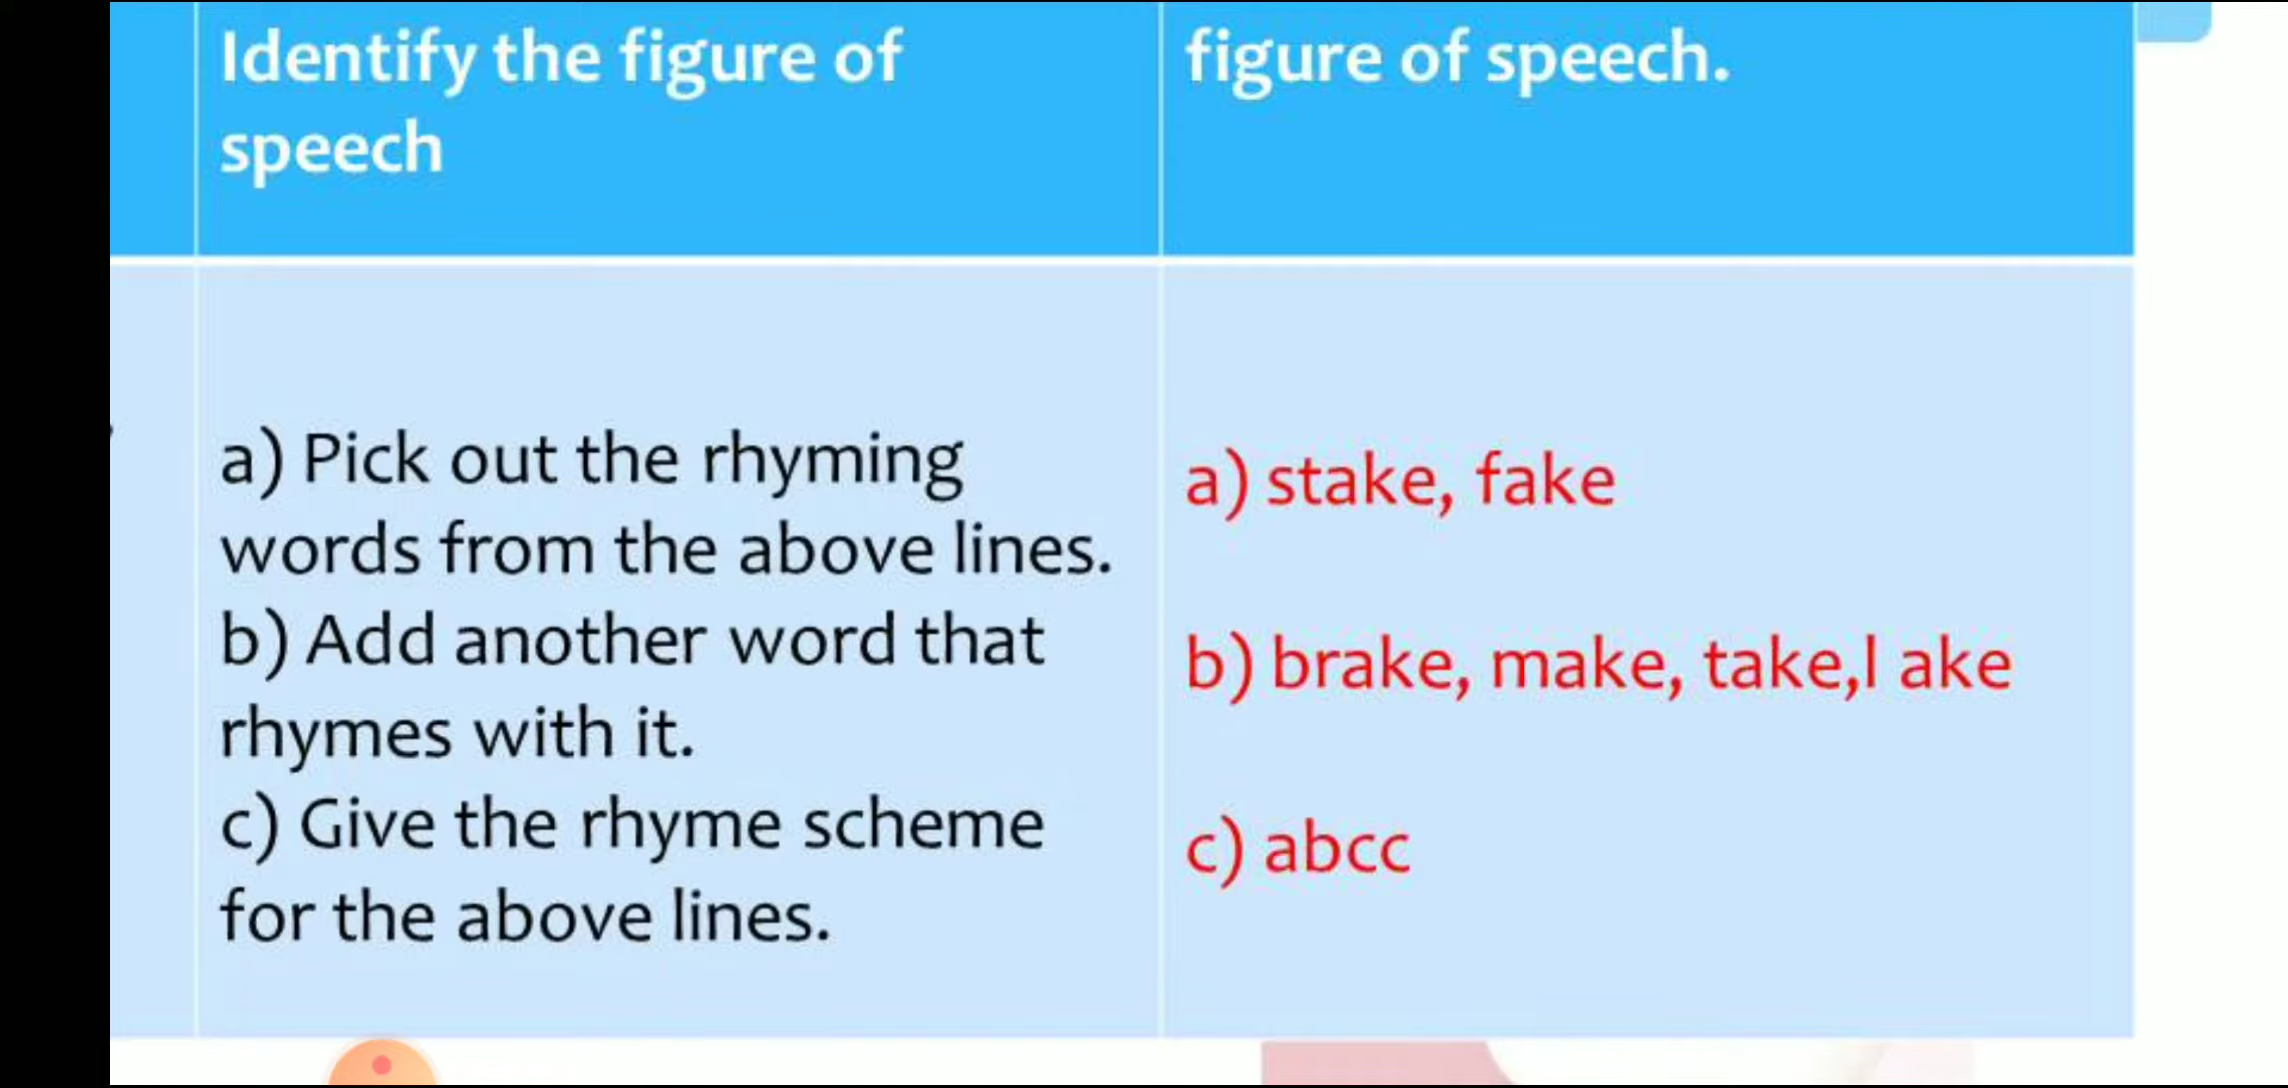 Identify the figure of
speech
figure of speech.
a) Pick out the rhyming
words from the above lines.
b) Add another word that
rhymes with it.
c) Give the rhyme scheme
for the above lines.
a) stake, fake
b) brake, make, take,l ake
c) abcc